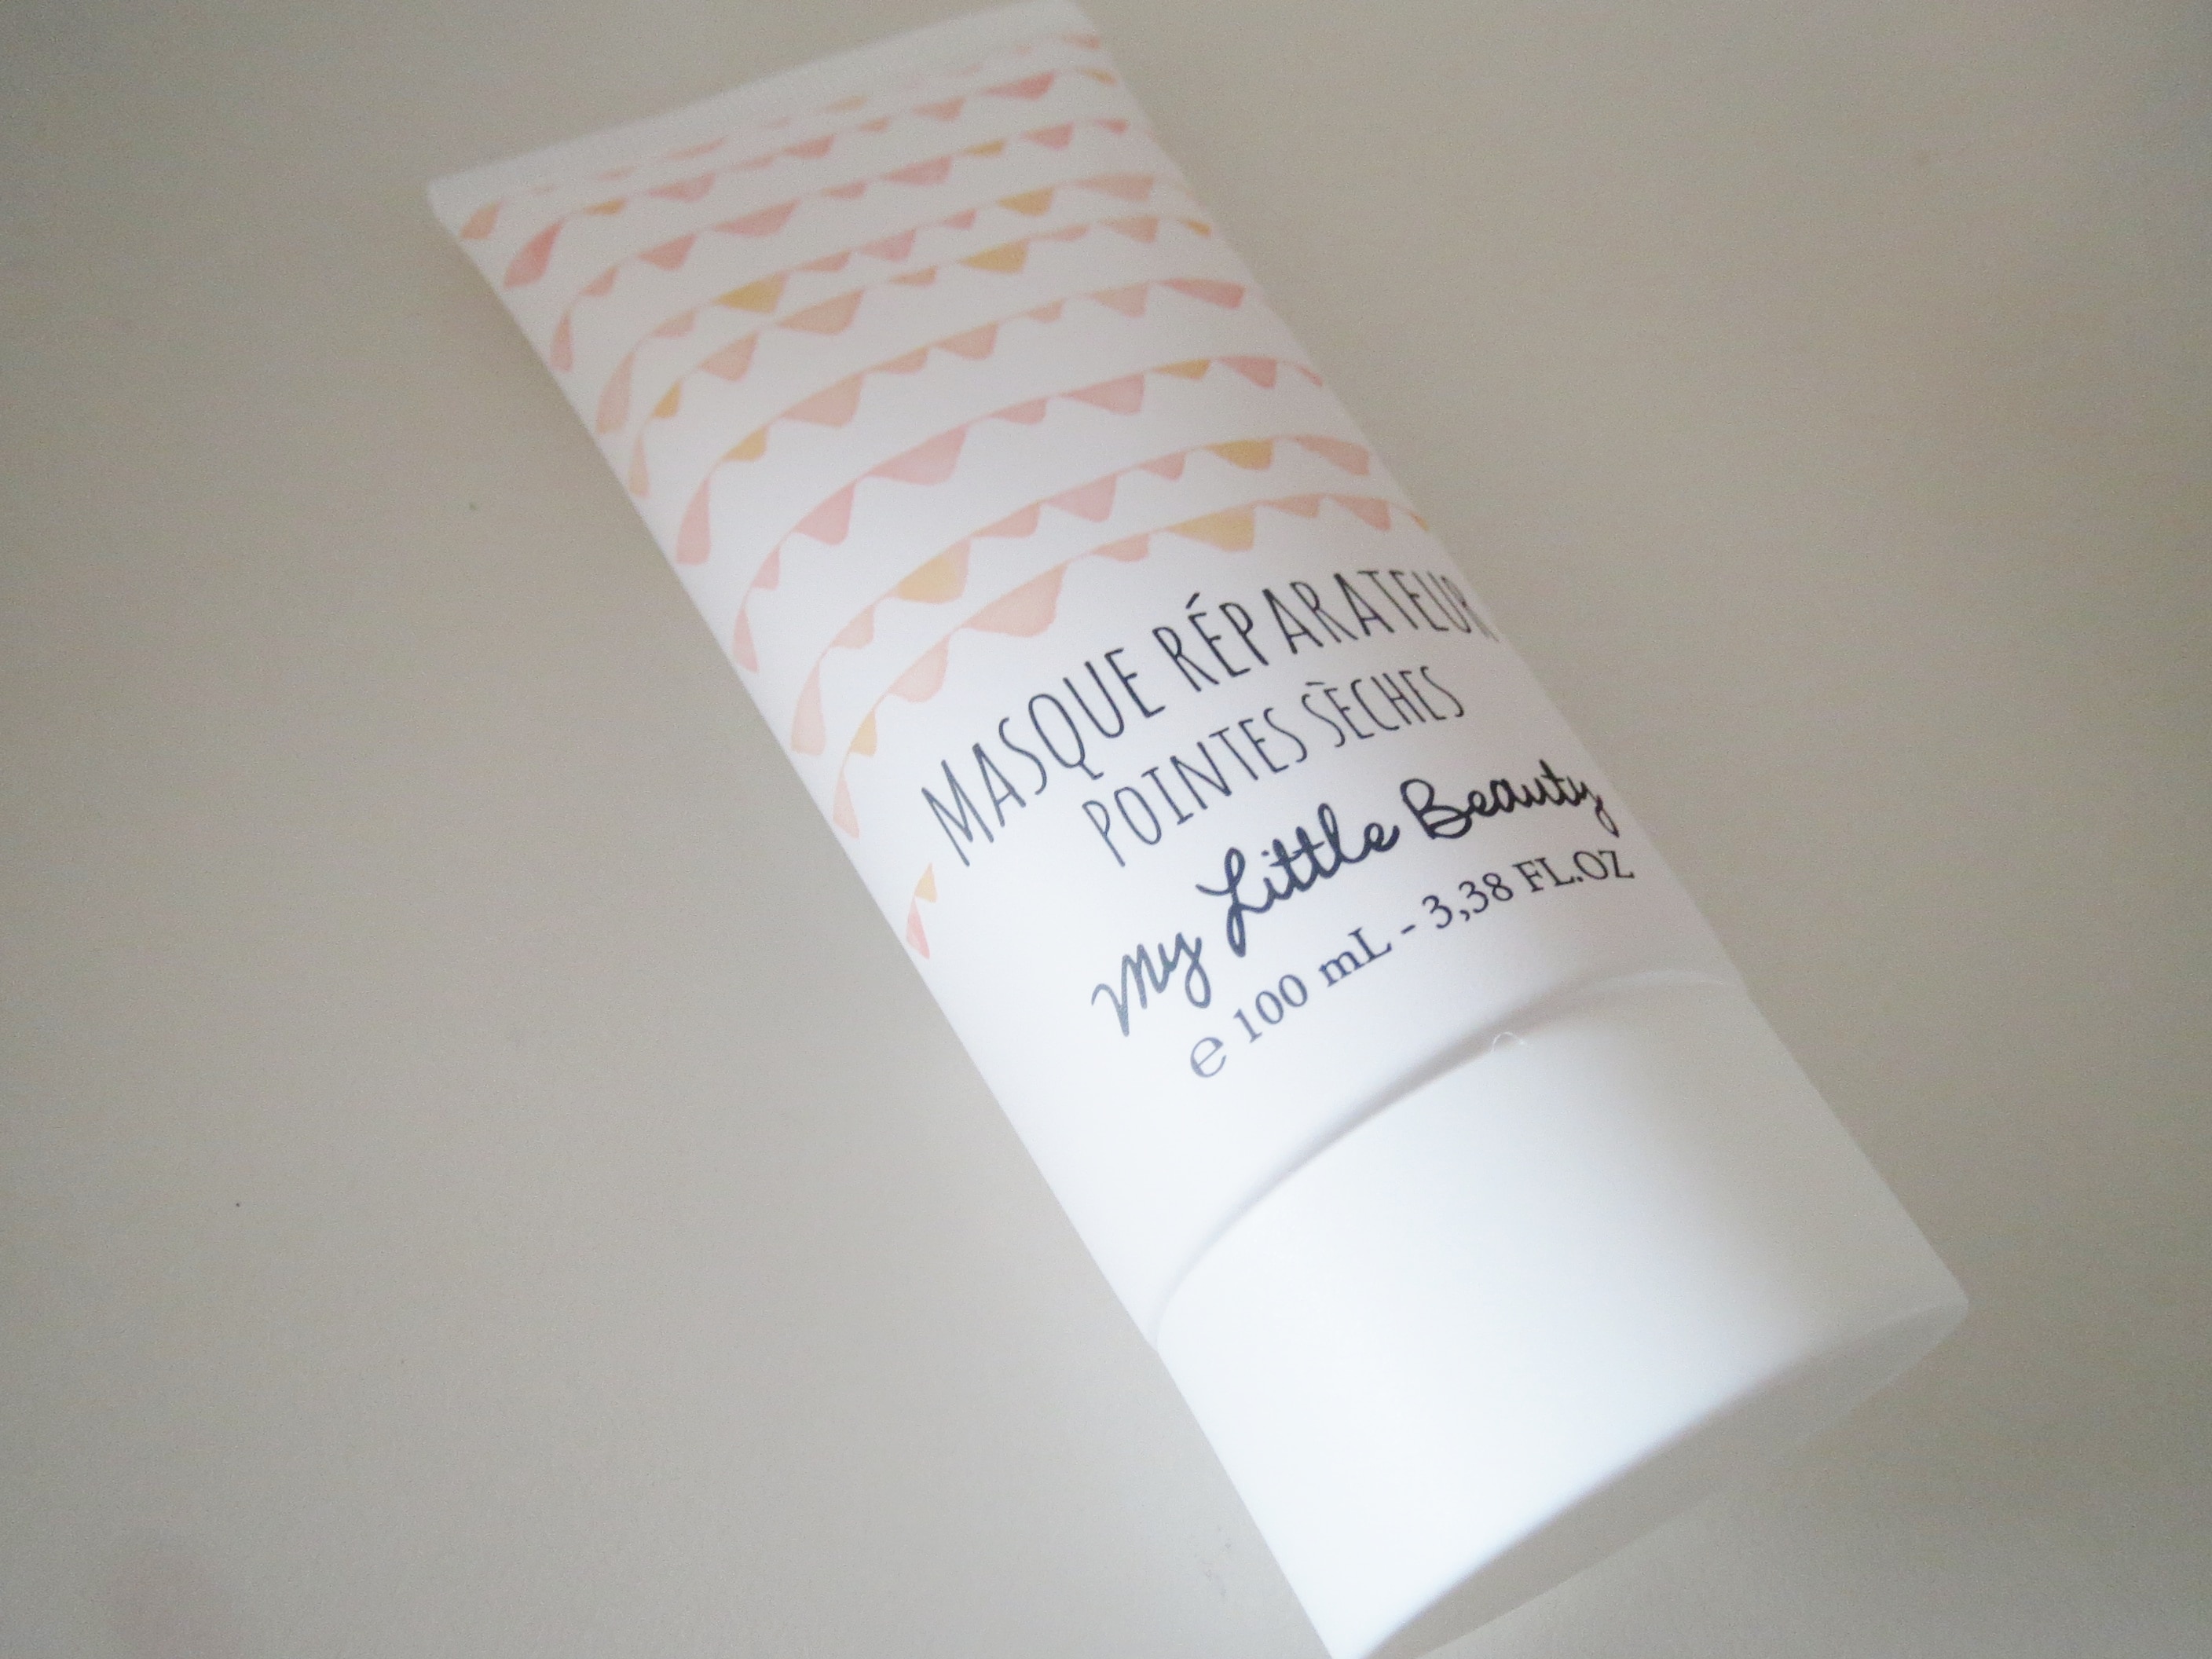 MASQUE RÉPARATEUR
POINTES SÈCHES
My Little Beauty
℮ 100 mL - 3,38 FL.OZ